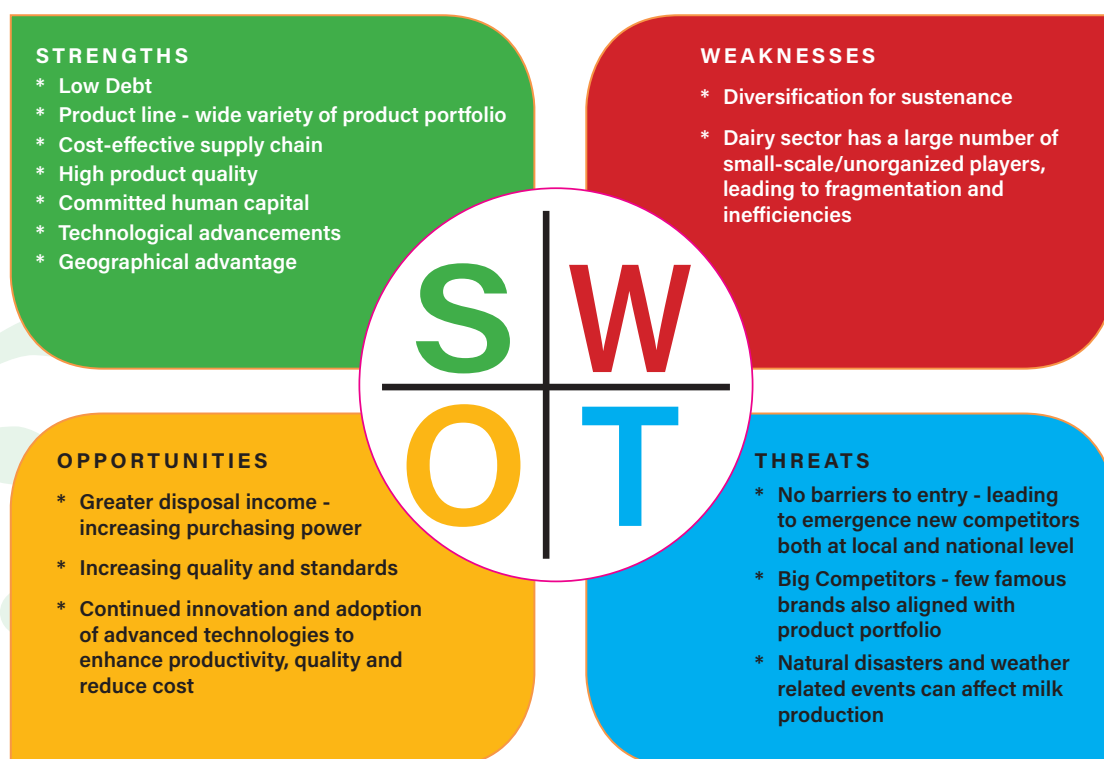 STRENGTHS
* Low Debt
* Product line - wide variety of product portfolio
* Cost-effective supply chain
* High product quality
* Committed human capital
* Technological advancements
* Geographical advantage
WEAKNESSES
* Diversification for sustenance
* Dairy sector has a large number of
small-scale/unorganized players,
leading to fragmentation and
inefficiencies
S W
O T
OPPORTUNITIES
* Greater disposal income -
increasing purchasing power
* Increasing quality and standards
* Continued innovation and adoption
of advanced technologies to
enhance productivity, quality and
reduce cost
THREATS
* No barriers to entry - leading
to emergence new competitors
both at local and national level
* Big Competitors - few famous
brands also aligned with
product portfolio
* Natural disasters and weather
related events can affect milk
production